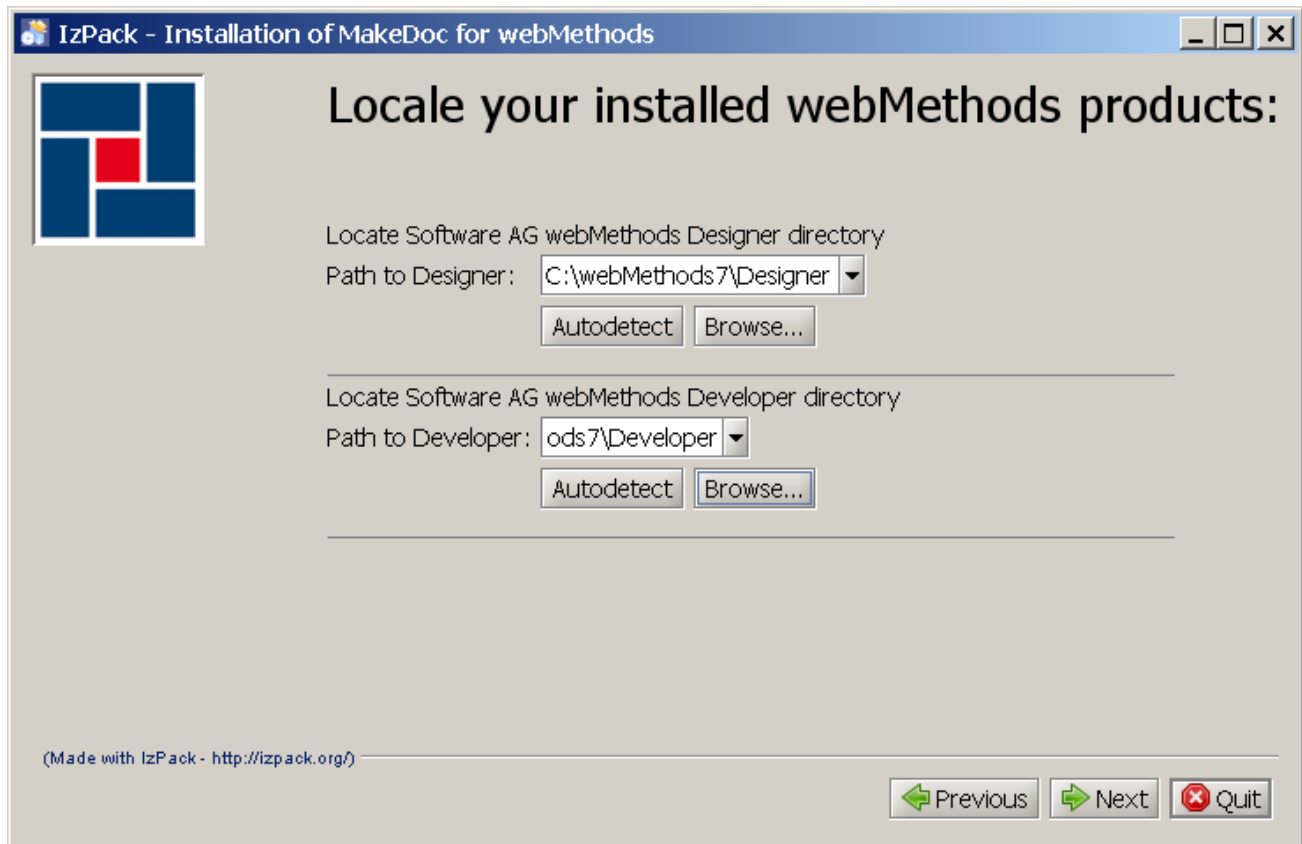 IzPack - Installation of MakeDoc for webMethods
Locale your installed webMethods products:
Locate Software AG webMethods Designer directory
Path to Designer: C:\webMethods7\Designer
Autodetect Browse...
Locate Software AG webMethods Developer directory
Path to Developer: ods7\Developer
Autodetect Browse...
(Made with IzPack - http://izpack.org/)
Previous Next Quit